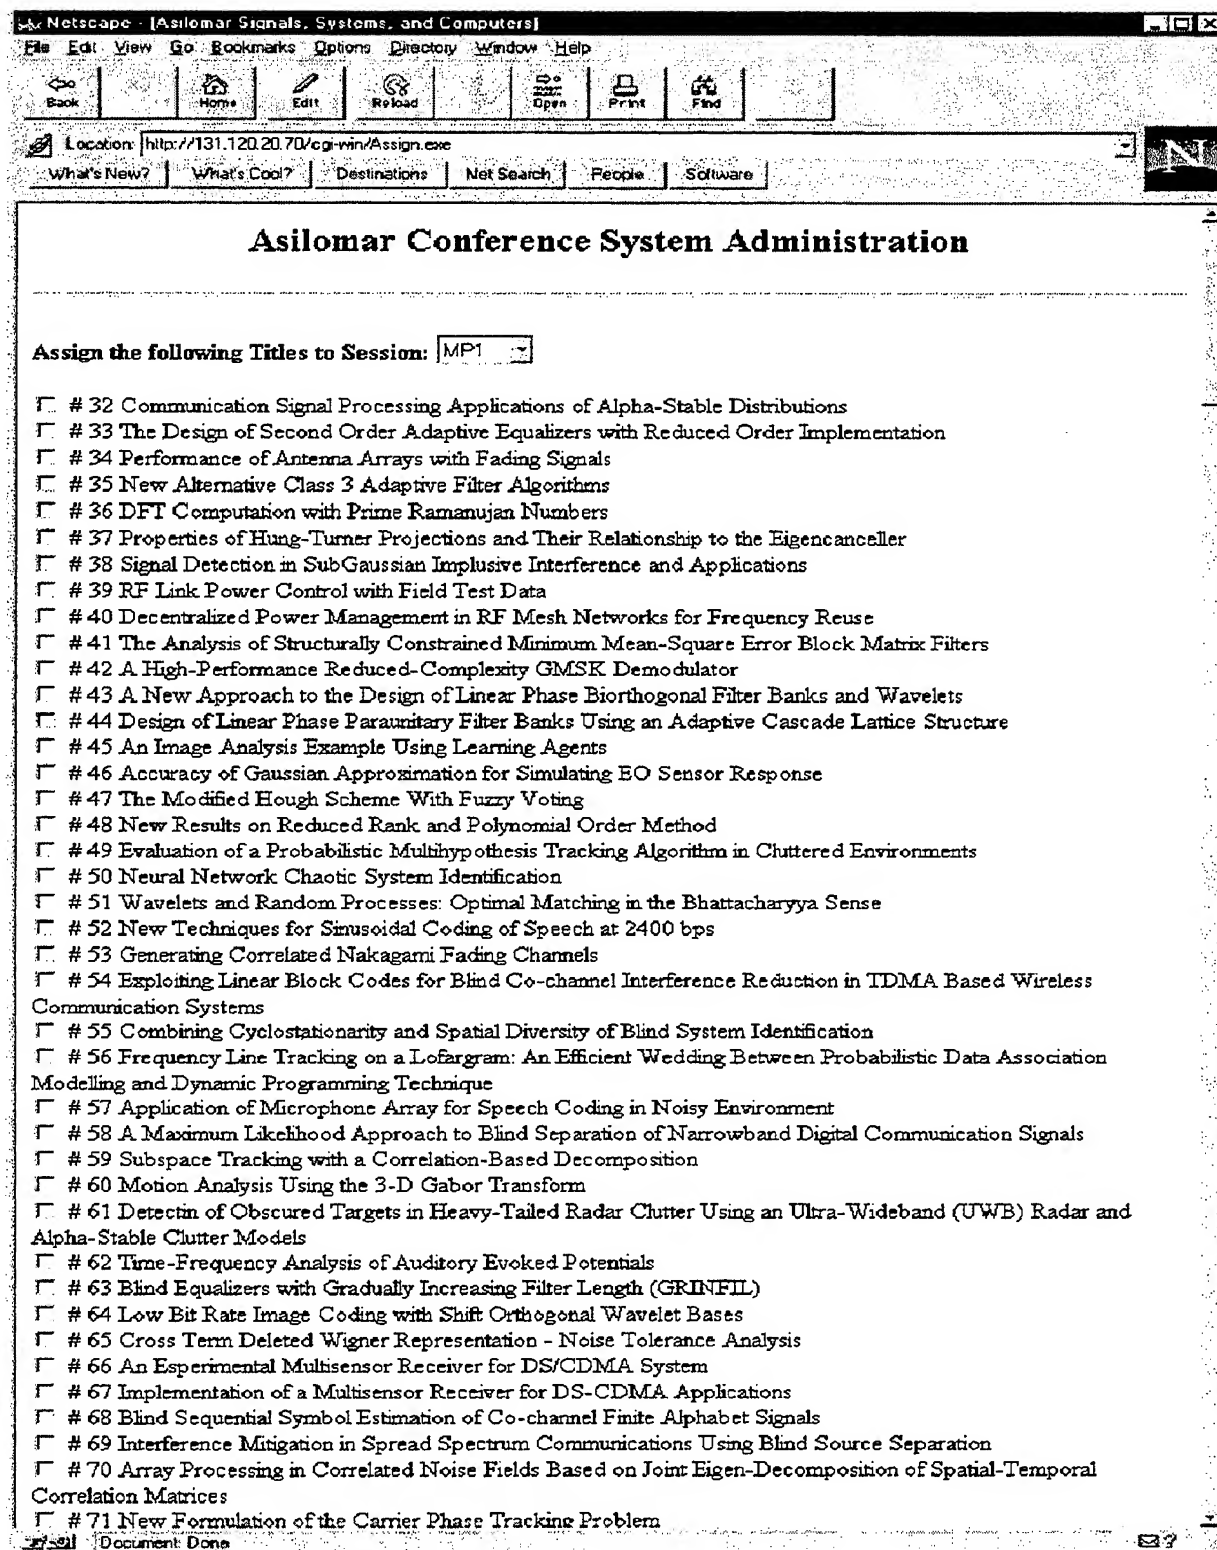 Netscape - [Asilomar Signals, Systems, and Computers]
File Edit View Go Bookmarks Options Directory Window Help
Back Home Edit Reload Open Print Find
Location: http://131.120.20.70/cgi-win/Assign.exe
N
What's New? What's Cool? Destinations Net Search People Software
Asilomar Conference System Administration
Assign the following Titles to Session: MP1
# 32 Communication Signal Processing Applications of Alpha-Stable Distributions
# 33 The Design of Second Order Adaptive Equalizers with Reduced Order Implementation
# 34 Performance of Antenna Arrays with Fading Signals
# 35 New Alternative Class 3 Adaptive Filter Algorithms
# 36 DFT Computation with Prime Ramanujan Numbers
# 37 Properties of Hung-Turner Projections and Their Relationship to the Eigencanceller
# 38 Signal Detection in SubGaussian Implusive Interference and Applications
# 39 RF Link Power Control with Field Test Data
# 40 Decentralized Power Management in RF Mesh Networks for Frequency Reuse
# 41 The Analysis of Structurally Constrained Minimum Mean-Square Error Block Matrix Filters
# 42 A High-Performance Reduced-Complexity GMSK Demodulator
# 43 A New Approach to the Design of Linear Phase Biorthogonal Filter Banks and Wavelets
# 44 Design of Linear Phase Paraunitary Filter Banks Using an Adaptive Cascade Lattice Structure
# 45 An Image Analysis Example Using Learning Agents
# 46 Accuracy of Gaussian Approximation for Simulating EO Sensor Response
# 47 The Modified Hough Scheme With Fuzzy Voting
# 48 New Results on Reduced Rank and Polynomial Order Method
# 49 Evaluation of a Probabilistic Multihypothesis Tracking Algorithm in Cluttered Environments
# 50 Neural Network Chaotic System Identification
# 51 Wavelets and Random Processes: Optimal Matching in the Bhattacharyya Sense
# 52 New Techniques for Sinusoidal Coding of Speech at 2400 bps
# 53 Generating Correlated Nakagami Fading Channels
# 54 Exploiting Linear Block Codes for Blind Co-channel Interference Reduction in TDMA Based Wireless
Communication Systems
# 55 Combining Cyclostationarity and Spatial Diversity of Blind System Identification
# 56 Frequency Line Tracking on a Lofargram: An Efficient Wedding Between Probabilistic Data Association
Modelling and Dynamic Programming Technique
# 57 Application of Microphone Array for Speech Coding in Noisy Environment
# 58 A Maximum Likelihood Approach to Blind Separation of Narrowband Digital Communication Signals
# 59 Subspace Tracking with a Correlation-Based Decomposition
# 60 Motion Analysis Using the 3-D Gabor Transform
# 61 Detectin of Obscured Targets in Heavy-Tailed Radar Clutter Using an Ultra-Wideband (UWB) Radar and
Alpha-Stable Clutter Models
# 62 Time-Frequency Analysis of Auditory Evoked Potentials
# 63 Blind Equalizers with Gradually Increasing Filter Length (GRINFIL)
# 64 Low Bit Rate Image Coding with Shift Orthogonal Wavelet Bases
# 65 Cross Term Deleted Wigner Representation - Noise Tolerance Analysis
# 66 An Esperimental Multisensor Receiver for DS/CDMA System
# 67 Implementation of a Multisensor Receiver for DS-CDMA Applications
# 68 Blind Sequential Symbol Estimation of Co-channel Finite Alphabet Signals
# 69 Interference Mitigation in Spread Spectrum Communications Using Blind Source Separation
# 70 Array Processing in Correlated Noise Fields Based on Joint Eigen-Decomposition of Spatial-Temporal
Correlation Matrices
# 71 New Formulation of the Carrier Phase Tracking Problem
Document: Done